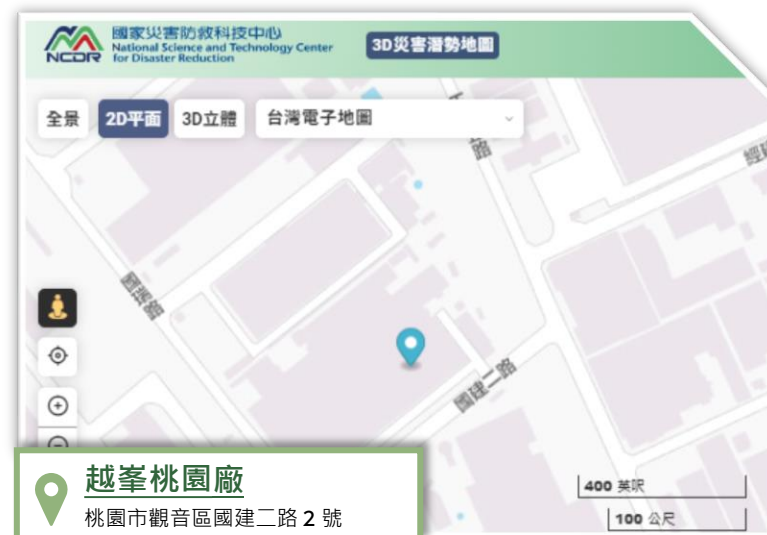 國家災害防救科技中心
National Science and Technology Center
for Disaster Reduction
NCDR
3D災害潛勢地圖
全景
2D平面
3D立體
台灣電子地圖
路
國建二路
400 英呎
100 公尺
越峯桃園廠
桃園市觀音區國建二路 2 號